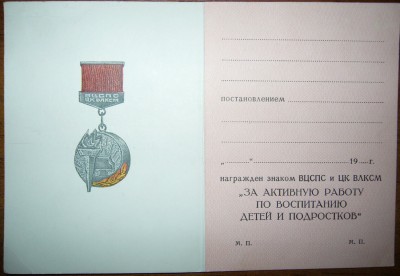 ВЦСПС
ЦК ВЛКСМ
постановлением
„ “ 19 г.
награжден знаком ВЦСПС и ЦК ВЛКСМ
„ЗА АКТИВНУЮ РАБОТУ
ПО ВОСПИТАНИЮ
ДЕТЕЙ И ПОДРОСТКОВ“
М. П. М. П.